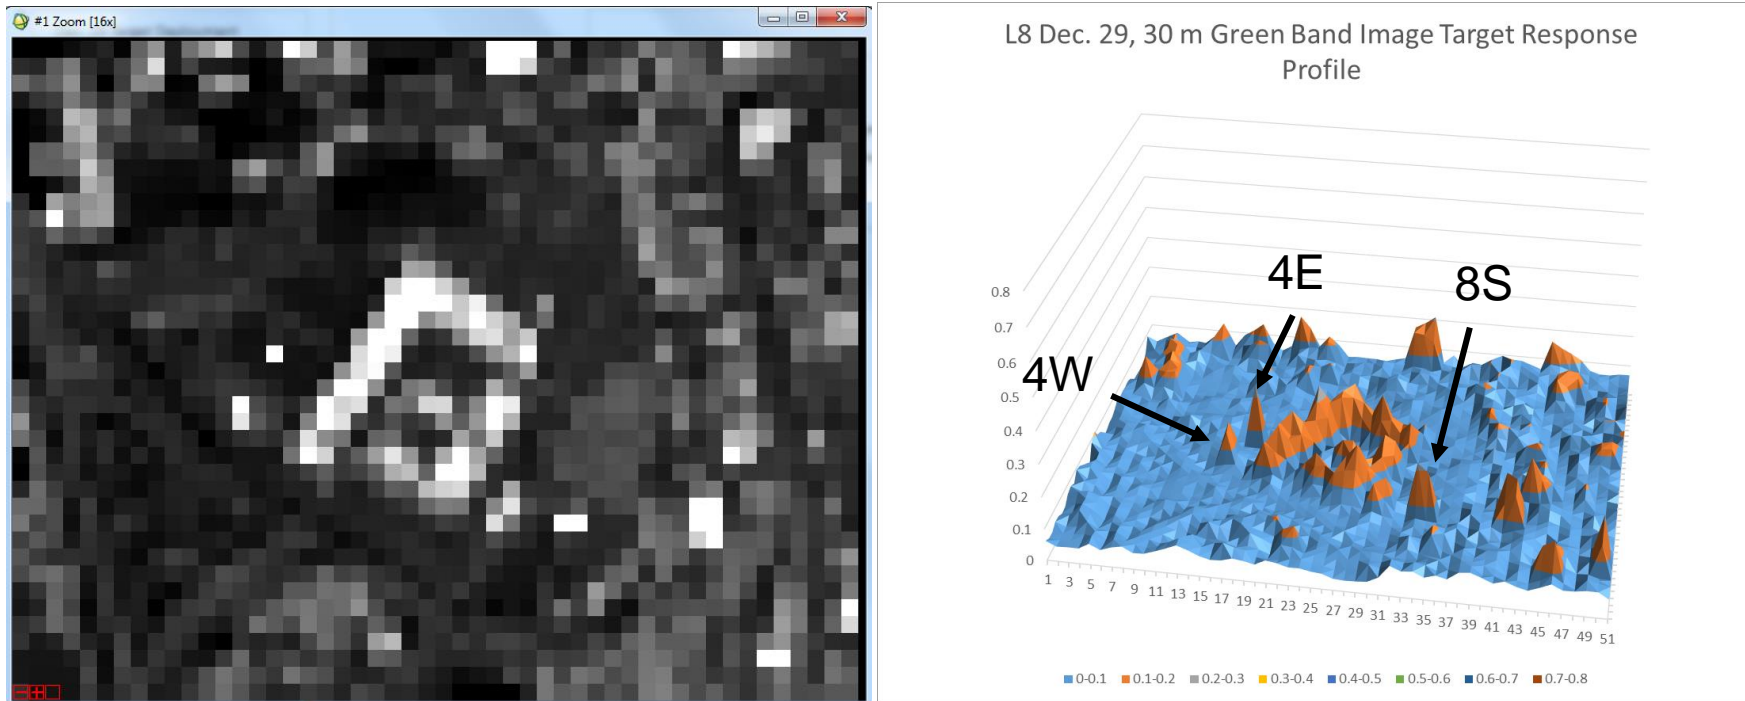 #1 Zoom [16x]
L8 Dec. 29, 30 m Green Band Image Target Response
Profile
4E
8S
4W
0.8
0.7
0.6
0.5
0.4
0.3
0.2
0.1
0
1 3 5 7 9 11 13 15 17 19 21 23 25 27 29 31 33 35 37 39 41 43 45 47 49 51
0-0.1 0.1-0.2 0.2-0.3 0.3-0.4 0.4-0.5 0.5-0.6 0.6-0.7 0.7-0.8